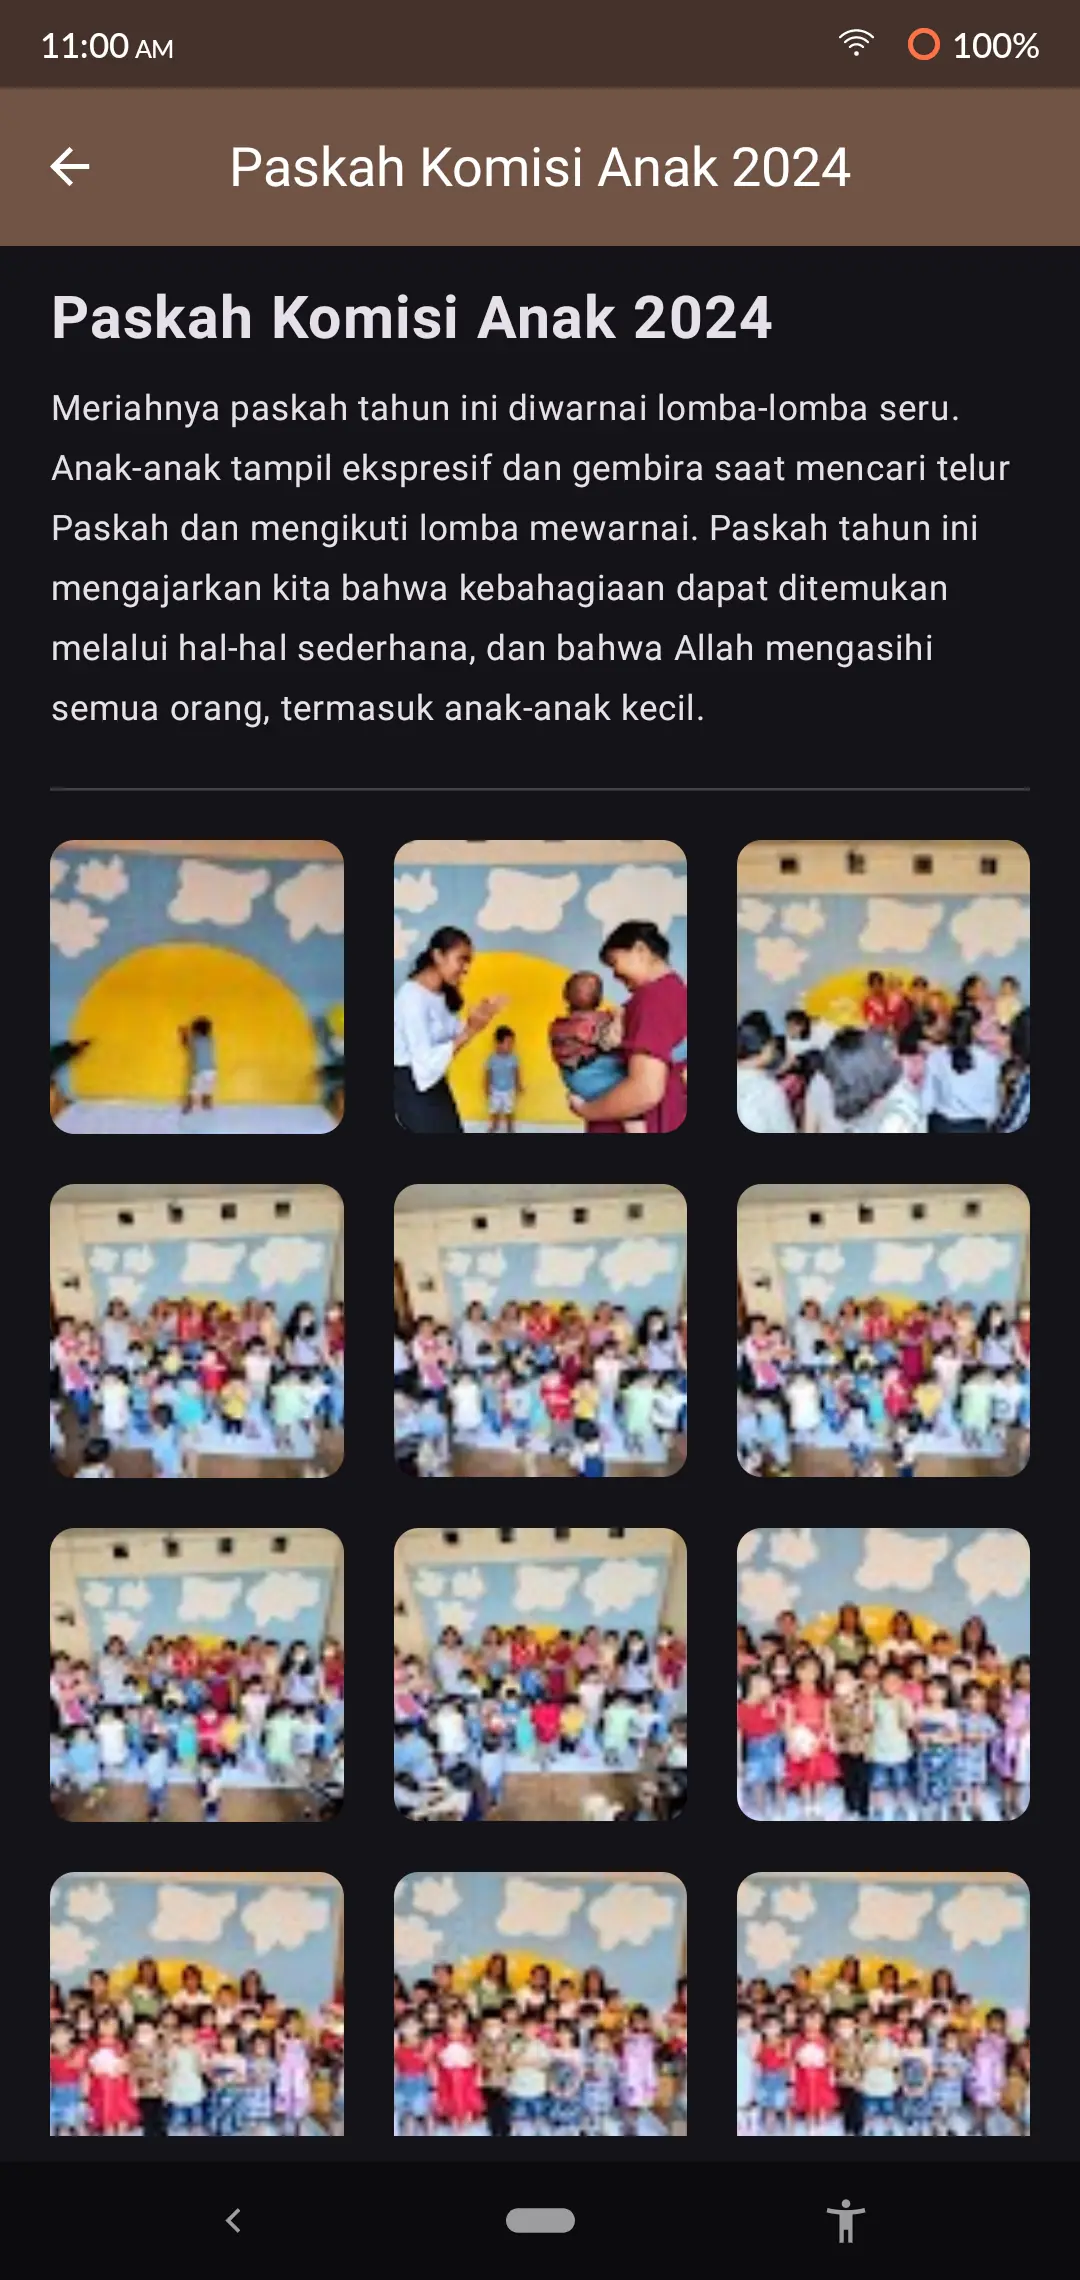 11:00 AM
100%
Paskah Komisi Anak 2024
Paskah Komisi Anak 2024
Meriahnya paskah tahun ini diwarnai lomba-lomba seru.
Anak-anak tampil ekspresif dan gembira saat mencari telur
Paskah dan mengikuti lomba mewarnai. Paskah tahun ini
mengajarkan kita bahwa kebahagiaan dapat ditemukan
melalui hal-hal sederhana, dan bahwa Allah mengasihi
semua orang, termasuk anak-anak kecil.